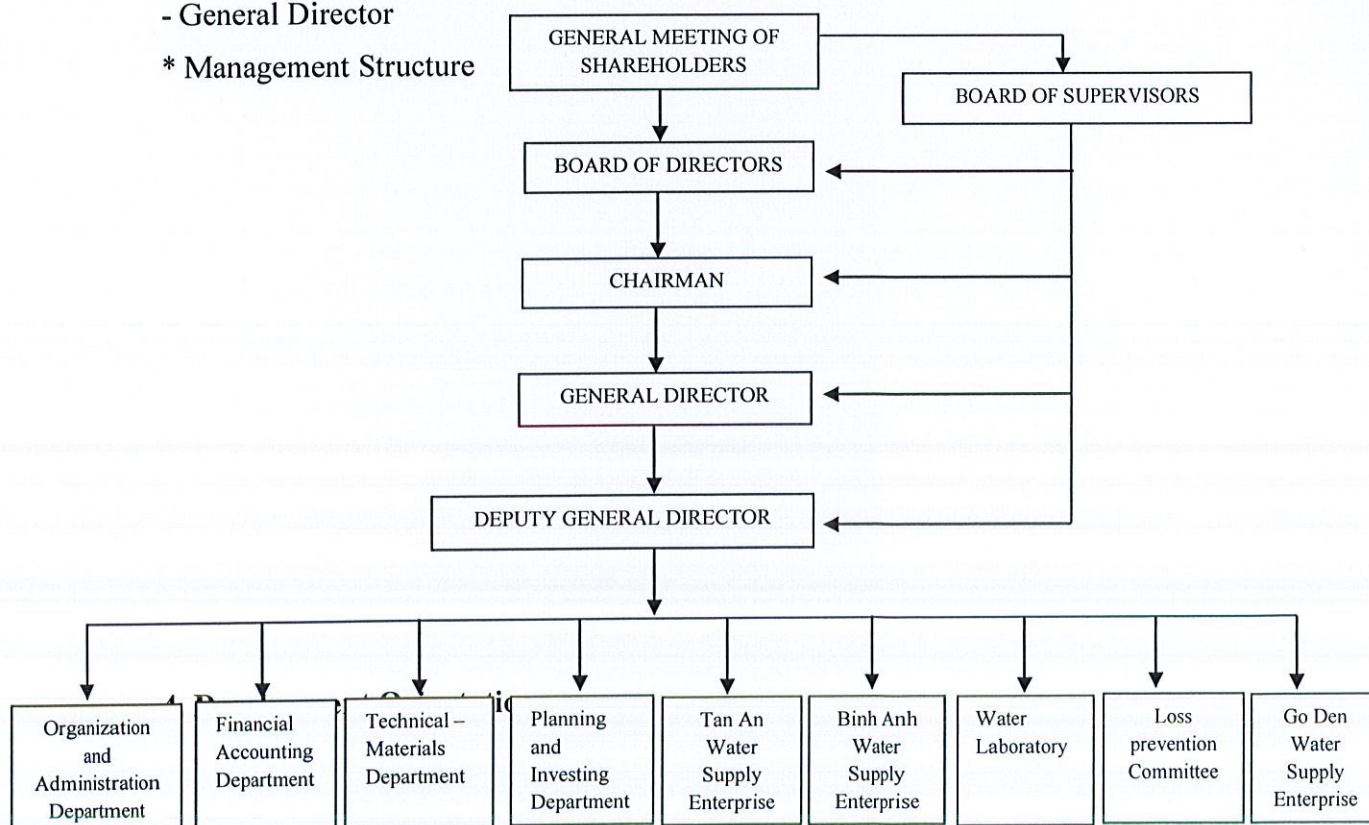 - General Director
* Management Structure
GENERAL MEETING OF
SHAREHOLDERS
BOARD OF SUPERVISORS
BOARD OF DIRECTORS
CHAIRMAN
GENERAL DIRECTOR
DEPUTY GENERAL DIRECTOR
Organization
and
Administration
Department
Financial
Accounting
Department
Technical –
Materials
Department
Planning
and
Investing
Department
Tan An
Water
Supply
Enterprise
Binh Anh
Water
Supply
Enterprise
Water
Laboratory
Loss
prevention
Committee
Go Den
Water
Supply
Enterprise